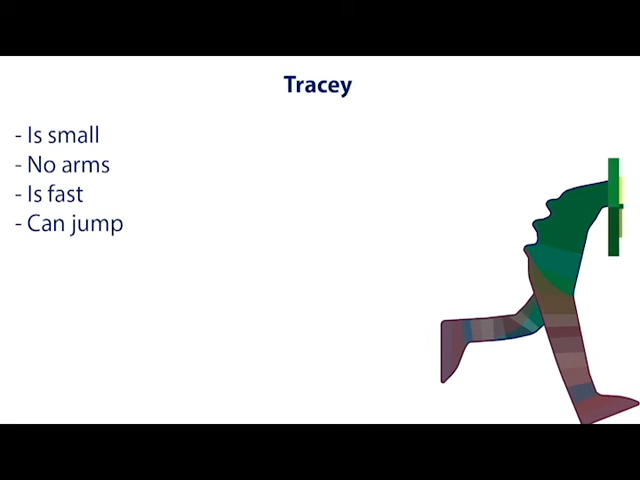 Tracey
- Is small
- No arms
- Is fast
- Can jump